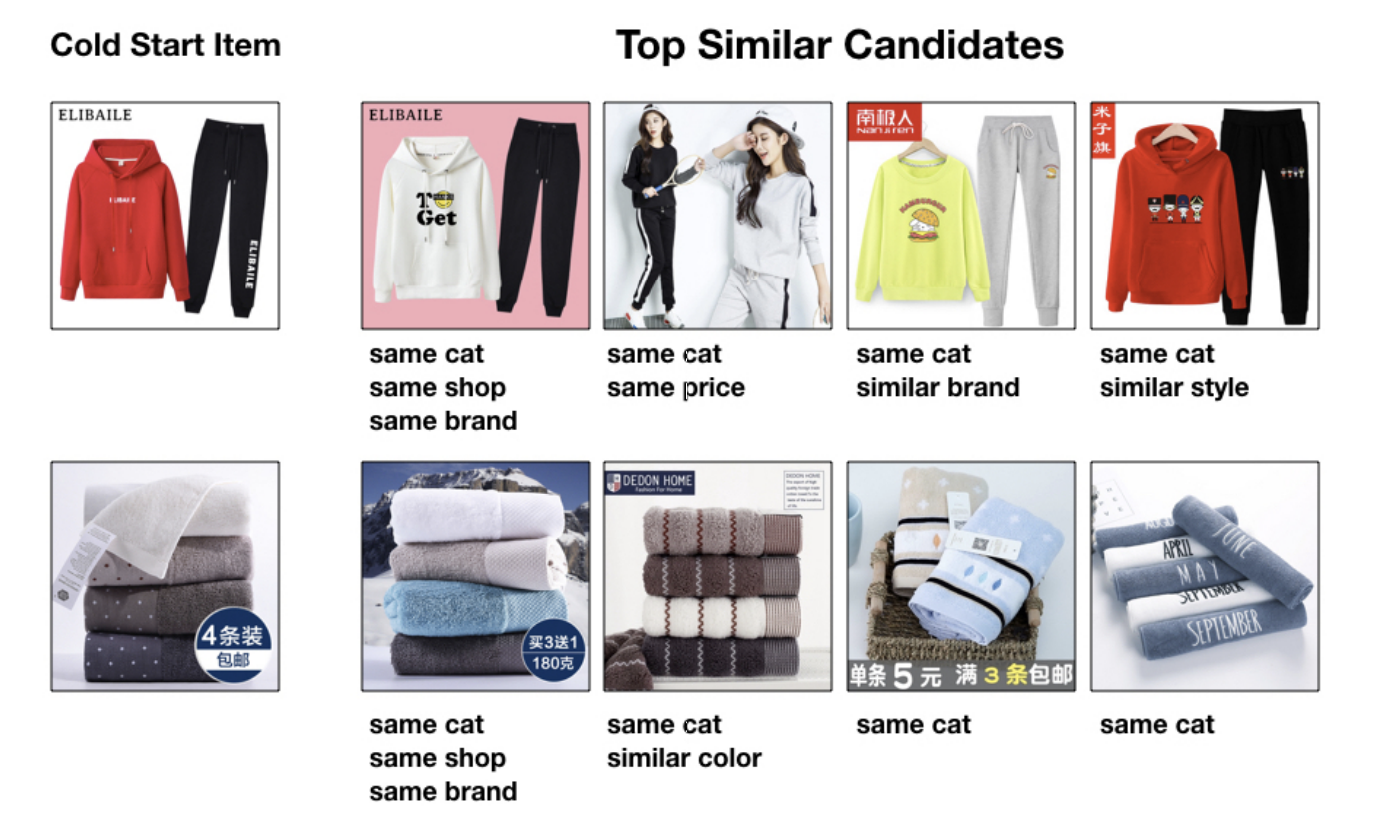 Cold Start Item
Top Similar Candidates
ELIBAILE
ELIBAILE
ELIBAILE
ELIBAILE
T
Get
南极人
Nanjiren
HAMBURGER
米子旗
same cat
same shop
same brand
same cat
same price
same cat
similar brand
same cat
similar style
4条装
包邮
买3送1
180克
DEDON HOME
Fashion For Home
DEDON HOME
单条5元 满3条包邮
JUNE
APRIL
MAY
SEPTEMBER
SEPTEMBER
same cat
same shop
same brand
same cat
similar color
same cat
same cat